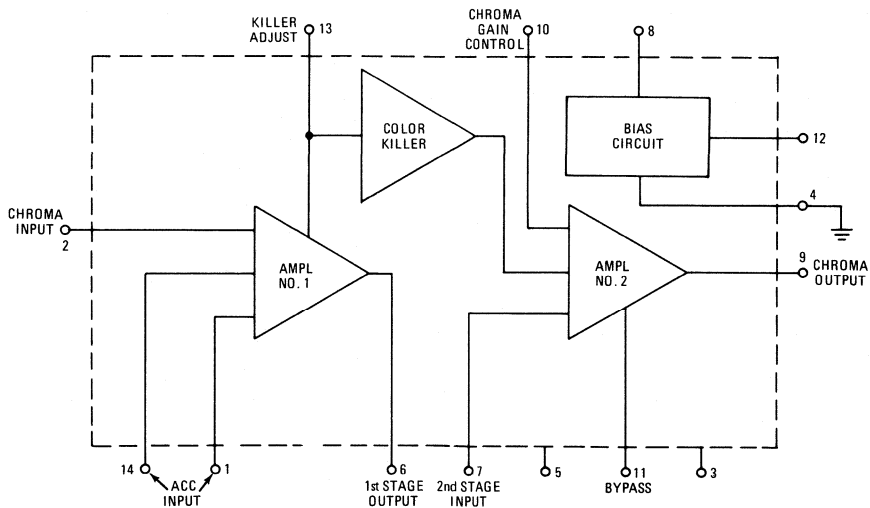 KILLER
ADJUST
13
CHROMA
GAIN
CONTROL
10
8
COLOR
KILLER
BIAS
CIRCUIT
12
4
CHROMA
INPUT
2
AMPL
NO. 1
AMPL
NO. 2
9
CHROMA
OUTPUT
14
1
ACC
INPUT
6
1st STAGE
OUTPUT
7
2nd STAGE
INPUT
5
11
BYPASS
3